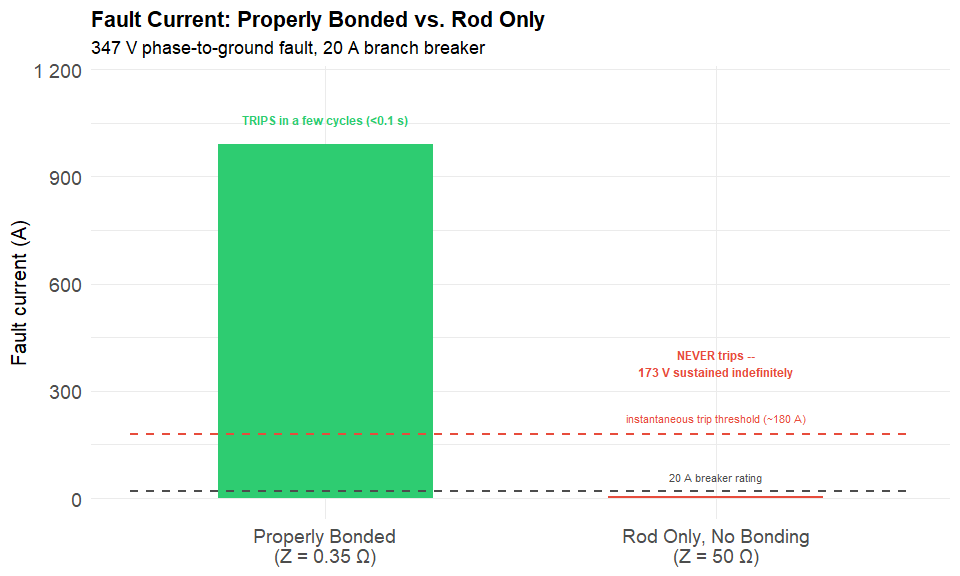 Fault Current: Properly Bonded vs. Rod Only
347 V phase-to-ground fault, 20 A branch breaker
Fault current (A)
1 200
900
600
300
0
TRIPS in a few cycles (<0.1 s)
NEVER trips --
173 V sustained indefinitely
instantaneous trip threshold (~180 A)
20 A breaker rating
Properly Bonded
(Z = 0.35 Ω)
Rod Only, No Bonding
(Z = 50 Ω)